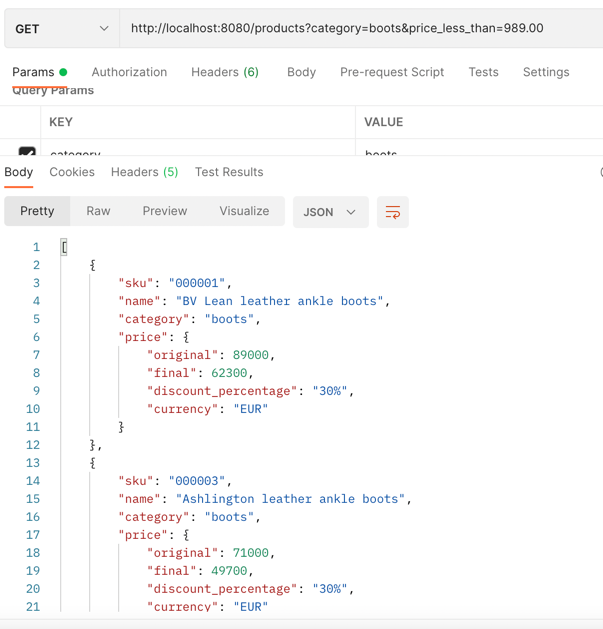 GET http://localhost:8080/products?category=boots&price_less_than=989.00
Params Authorization Headers (6) Body Pre-request Script Tests Settings
Query Params
KEY VALUE
category boots
Body Cookies Headers (5) Test Results
Pretty Raw Preview Visualize JSON
1 [
2 {
3 "sku": "000001",
4 "name": "BV Lean leather ankle boots",
5 "category": "boots",
6 "price": {
7 "original": 89000,
8 "final": 62300,
9 "discount_percentage": "30%",
10 "currency": "EUR"
11 }
12 },
13 {
14 "sku": "000003",
15 "name": "Ashlington leather ankle boots",
16 "category": "boots",
17 "price": {
18 "original": 71000,
19 "final": 49700,
20 "discount_percentage": "30%",
21 "currency": "EUR"